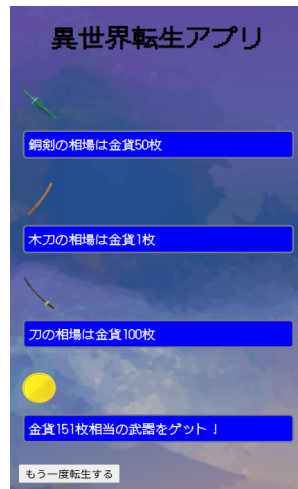 異世界転生アプリ
銅剣の相場は金貨50枚
木刀の相場は金貨1枚
刀の相場は金貨100枚
金貨151枚相当の武器をゲット！
もう一度転生する